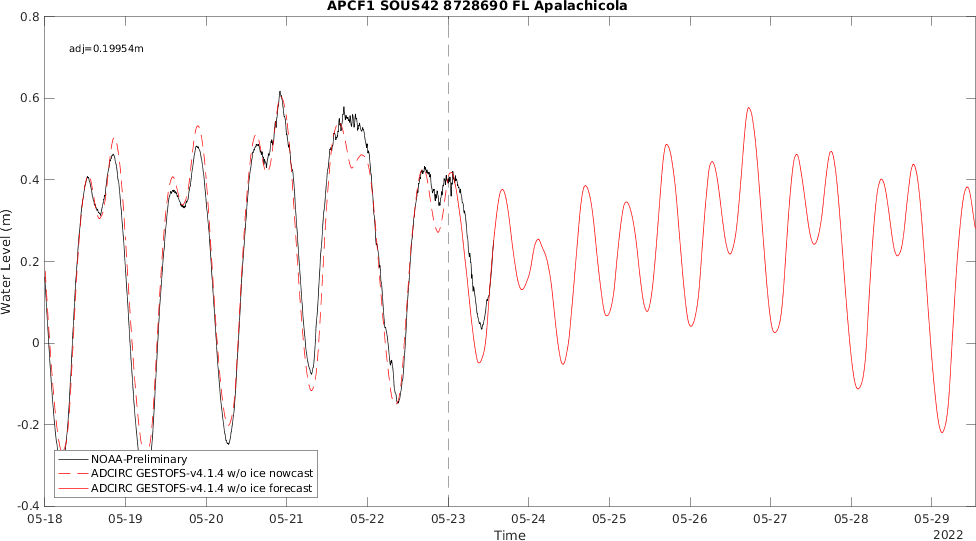 APCF1 SOUS42 8728690 FL Apalachicola
0.8
adj=0.19954m
0.6
0.4
0.2
0
-0.2
-0.4
Water Level (m)
NOAA-Preliminary
ADCIRC GESTOFS-v4.1.4 w/o ice nowcast
ADCIRC GESTOFS-v4.1.4 w/o ice forecast
05-18 05-19 05-20 05-21 05-22 05-23 05-24 05-25 05-26 05-27 05-28 05-29
Time
2022